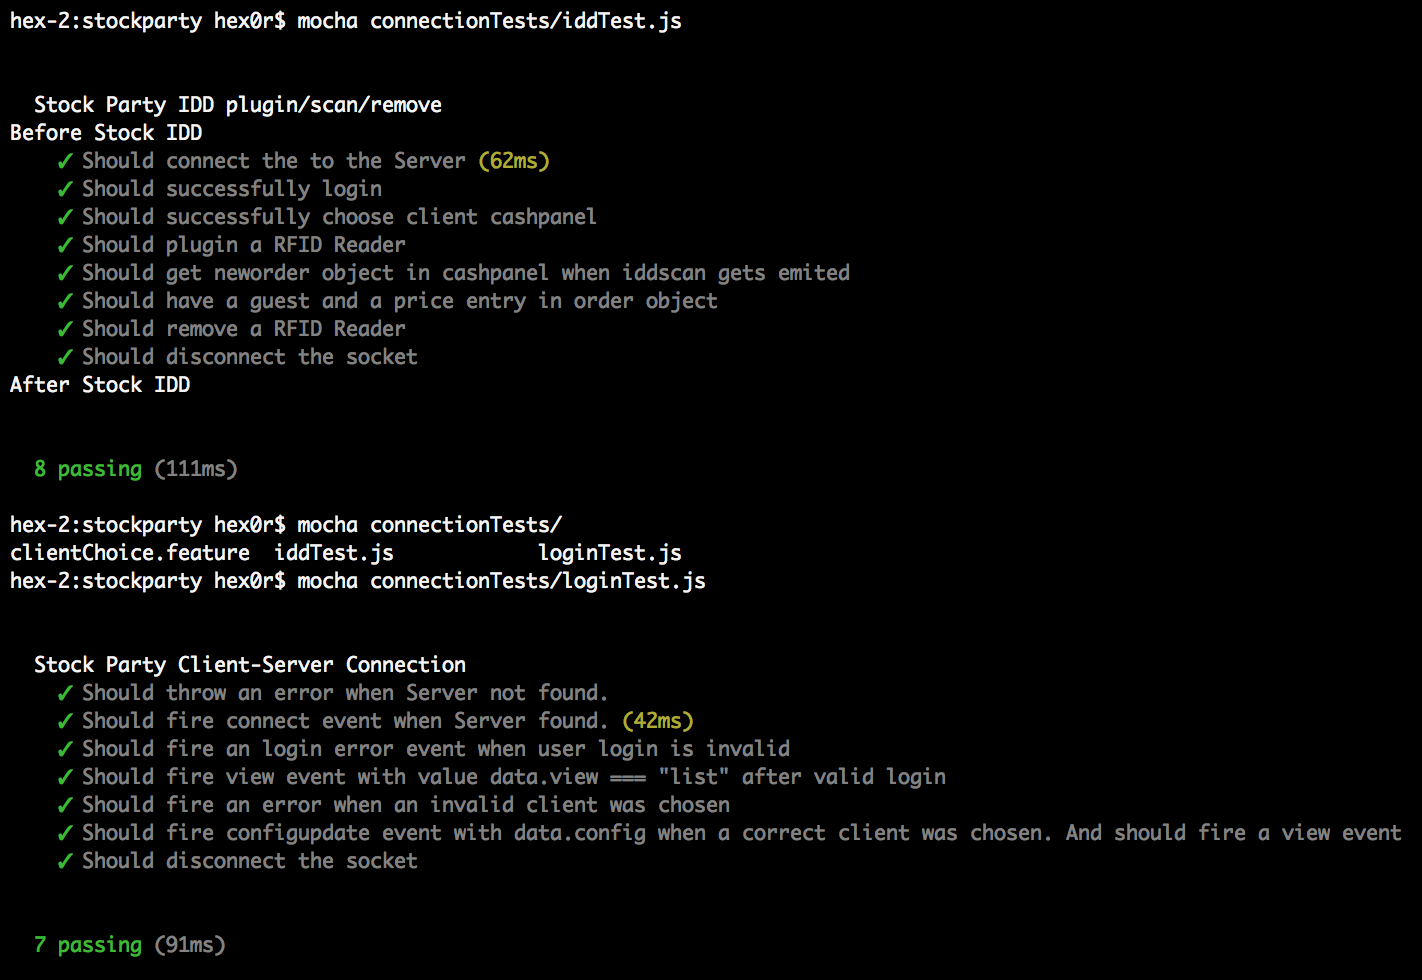 hex-2:stockparty hex0r$ mocha connectionTests/iddTest.js
Stock Party IDD plugin/scan/remove
Before Stock IDD
✓ Should connect the to the Server (62ms)
✓ Should successfully login
✓ Should successfully choose client cashpanel
✓ Should plugin a RFID Reader
✓ Should get neworder object in cashpanel when iddscan gets emited
✓ Should have a guest and a price entry in order object
✓ Should remove a RFID Reader
✓ Should disconnect the socket
After Stock IDD
8 passing (111ms)
hex-2:stockparty hex0r$ mocha connectionTests/
clientChoice.feature  iddTest.js            loginTest.js
hex-2:stockparty hex0r$ mocha connectionTests/loginTest.js
Stock Party Client-Server Connection
✓ Should throw an error when Server not found.
✓ Should fire connect event when Server found. (42ms)
✓ Should fire an login error event when user login is invalid
✓ Should fire view event with value data.view === "list" after valid login
✓ Should fire an error when an invalid client was chosen
✓ Should fire configupdate event with data.config when a correct client was chosen. And should fire a view event
✓ Should disconnect the socket
7 passing (91ms)